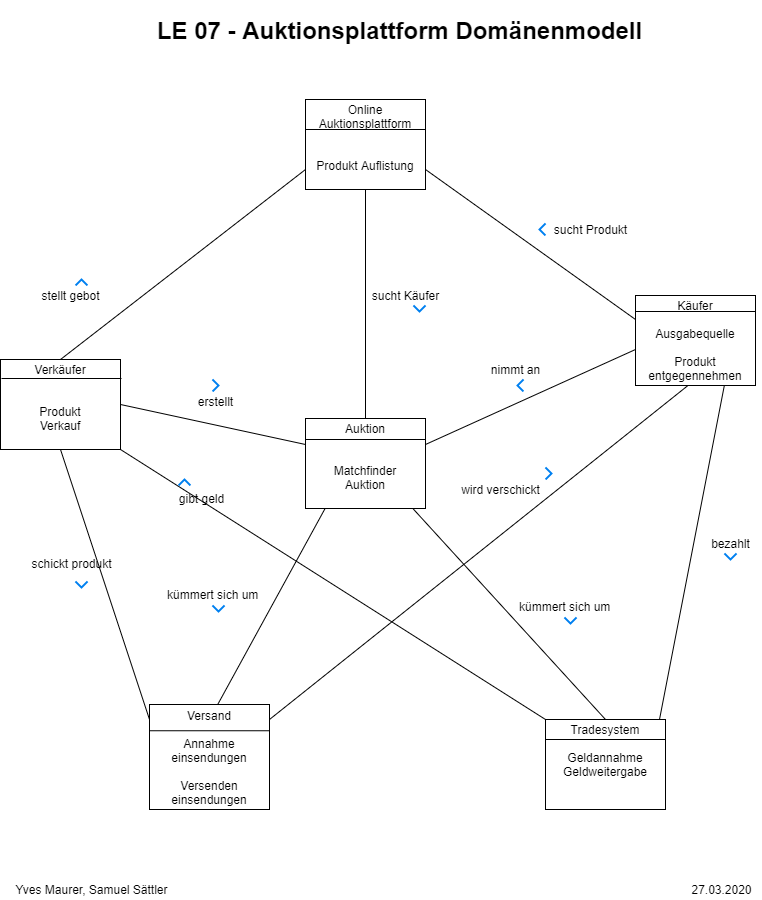 LE 07 - Auktionsplattform Domänenmodell
Online
Auktionsplattform
Produkt Auflistung
sucht Produkt
stellt gebot
sucht Käufer
Käufer
Ausgabequelle
Produkt
entgegennehmen
Verkäufer
Produkt
Verkauf
erstellt
nimmt an
Auktion
Matchfinder
Auktion
gibt geld
wird verschickt
schickt produkt
bezahlt
kümmert sich um
kümmert sich um
Versand
Annahme
einsendungen
Versenden
einsendungen
Tradesystem
Geldannahme
Geldweitergabe
Yves Maurer, Samuel Sättler
27.03.2020